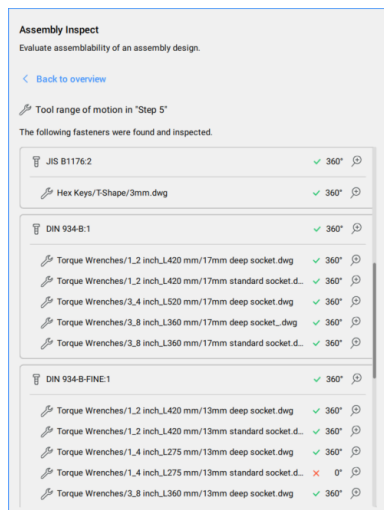 Assembly Inspect
Evaluate assemblability of an assembly design.
Back to overview
Tool range of motion in "Step 5"
The following fasteners were found and inspected.
JIS B1176:2 360°
Hex Keys/T-Shape/3mm.dwg 360°
DIN 934-B:1 360°
Torque Wrenches/1_2 inch_L420 mm/17mm deep socket.dwg 360°
Torque Wrenches/1_2 inch_L420 mm/17mm standard socket.d... 360°
Torque Wrenches/3_4 inch_L520 mm/17mm deep socket.dwg 360°
Torque Wrenches/3_8 inch_L360 mm/17mm deep socket_.dwg 360°
Torque Wrenches/3_8 inch_L360 mm/17mm standard socket.d... 360°
DIN 934-B-FINE:1 360°
Torque Wrenches/1_2 inch_L420 mm/13mm deep socket.dwg 360°
Torque Wrenches/1_2 inch_L420 mm/13mm standard socket.d... 360°
Torque Wrenches/1_4 inch_L275 mm/13mm deep socket.dwg 360°
Torque Wrenches/1_4 inch_L275 mm/13mm standard socket.d... 0°
Torque Wrenches/3_8 inch_L360 mm/13mm deep socket.dwg 360°